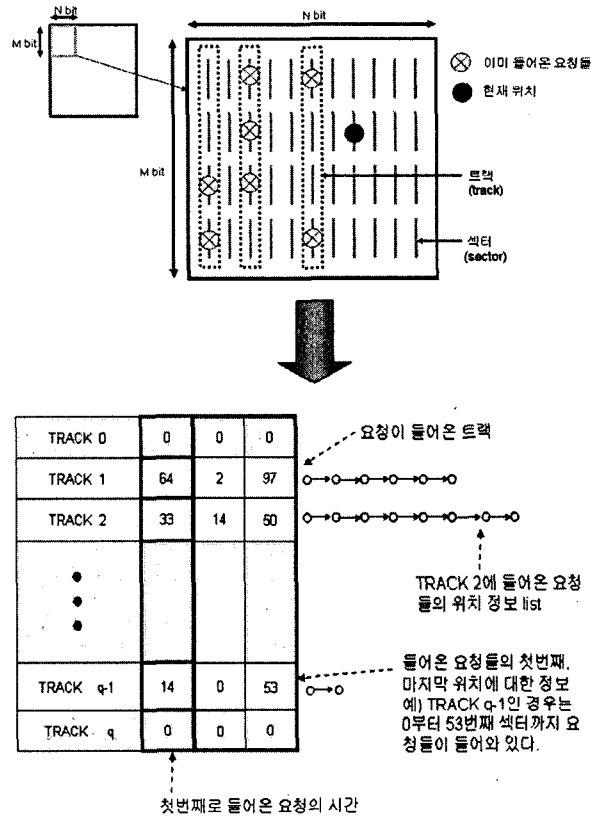 N bit
M bit
N bit
M bit
이미 들어온 요청들
현재 위치
트랙
(track)
섹터
(sector)
TRACK 0 0 0 0
요청이 들어온 트랙
TRACK 1 64 2 97
TRACK 2 33 14 50
TRACK 2에 들어온 요청
들의 위치 정보 list
들어온 요청들의 첫번째,
마지막 위치에 대한 정보
예) TRACK q-1인 경우는
0부터 53번째 섹터까지 요
청들이 들어와 있다.
TRACK q-1 14 0 53
TRACK q 0 0 0
첫번째로 들어온 요청의 시간